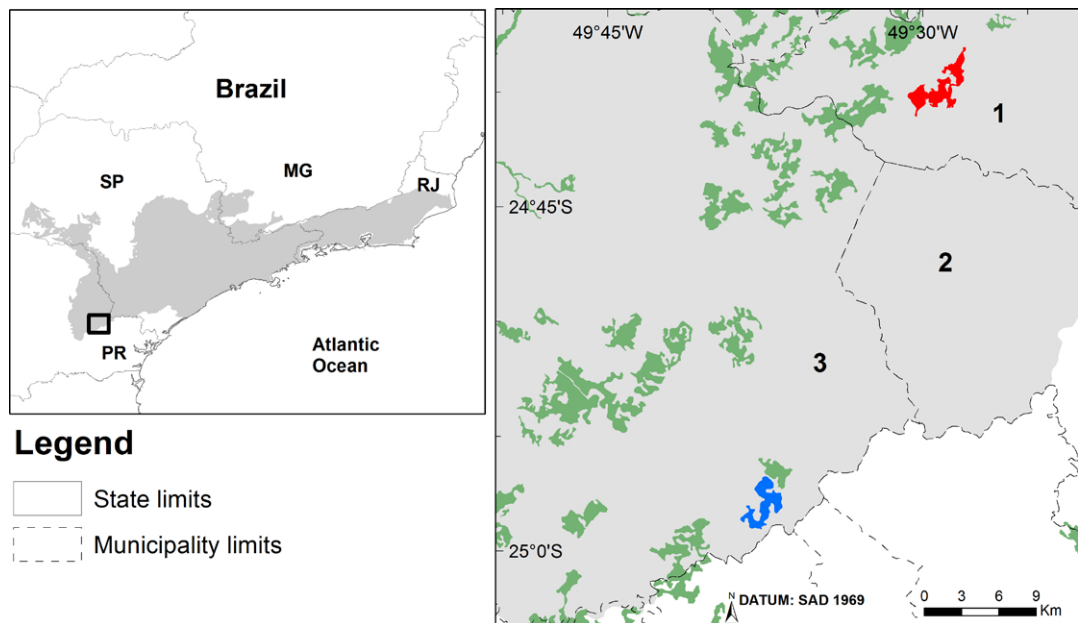 Brazil
SP
MG
RJ
PR
Atlantic
Ocean
Legend
State limits
Municipality limits
49°45'W
49°30'W
1
24°45'S
2
3
25°0'S
N
DATUM: SAD 1969
0 3 6 9
Km